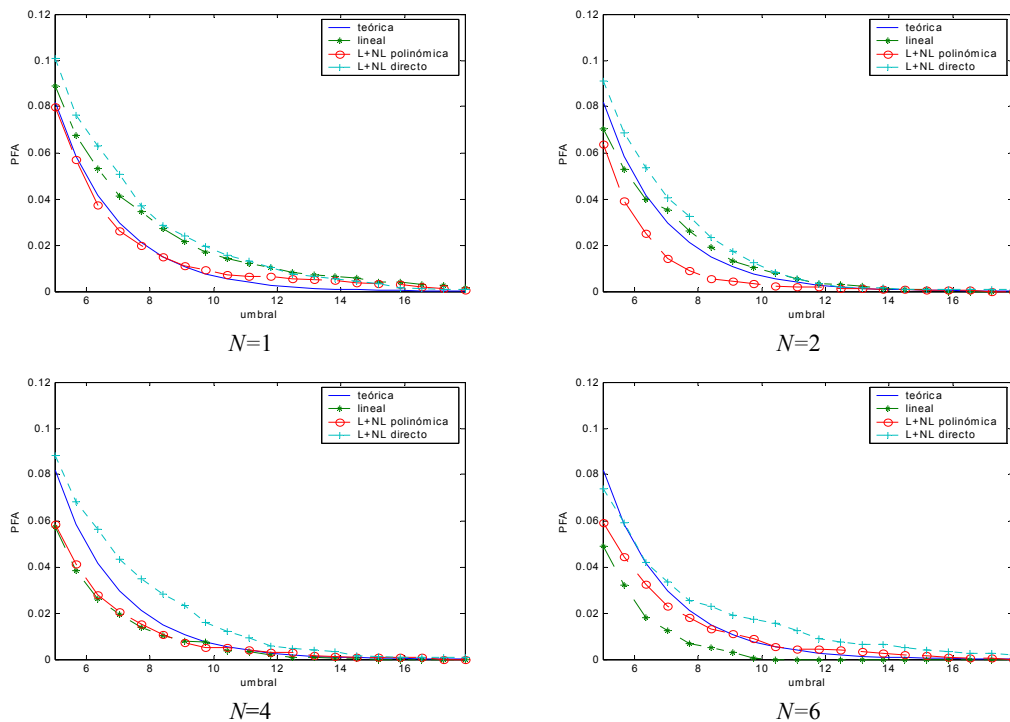 0.12
0.1
0.08
0.06
0.04
0.02
0
PFA
6 8 10 12 14 16
umbral
teórica
lineal
L+NL polinómica
L+NL directo
N=1
0.12
0.1
0.08
0.06
0.04
0.02
0
PFA
6 8 10 12 14 16
umbral
teórica
lineal
L+NL polinómica
L+NL directo
N=2
0.12
0.1
0.08
0.06
0.04
0.02
0
PFA
6 8 10 12 14 16
umbral
teórica
lineal
L+NL polinómica
L+NL directo
N=4
0.12
0.1
0.08
0.06
0.04
0.02
0
PFA
6 8 10 12 14 16
umbral
teórica
lineal
L+NL polinómica
L+NL directo
N=6